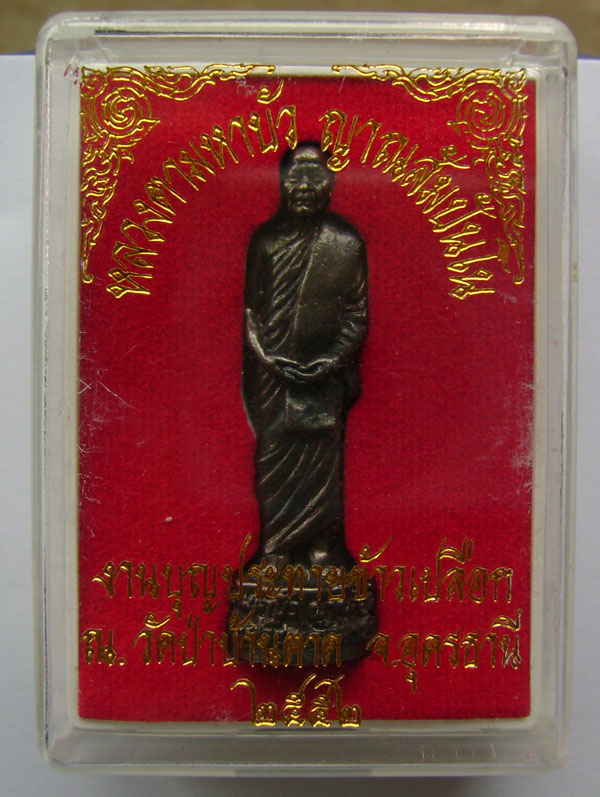 หลวงตามหาบัว ญาณสัมปันโน
งานบุญประทายข้าวเปลือก
ณ. วัดป่าบ้านตาด จ.อุดรธานี
๒๕๕๒